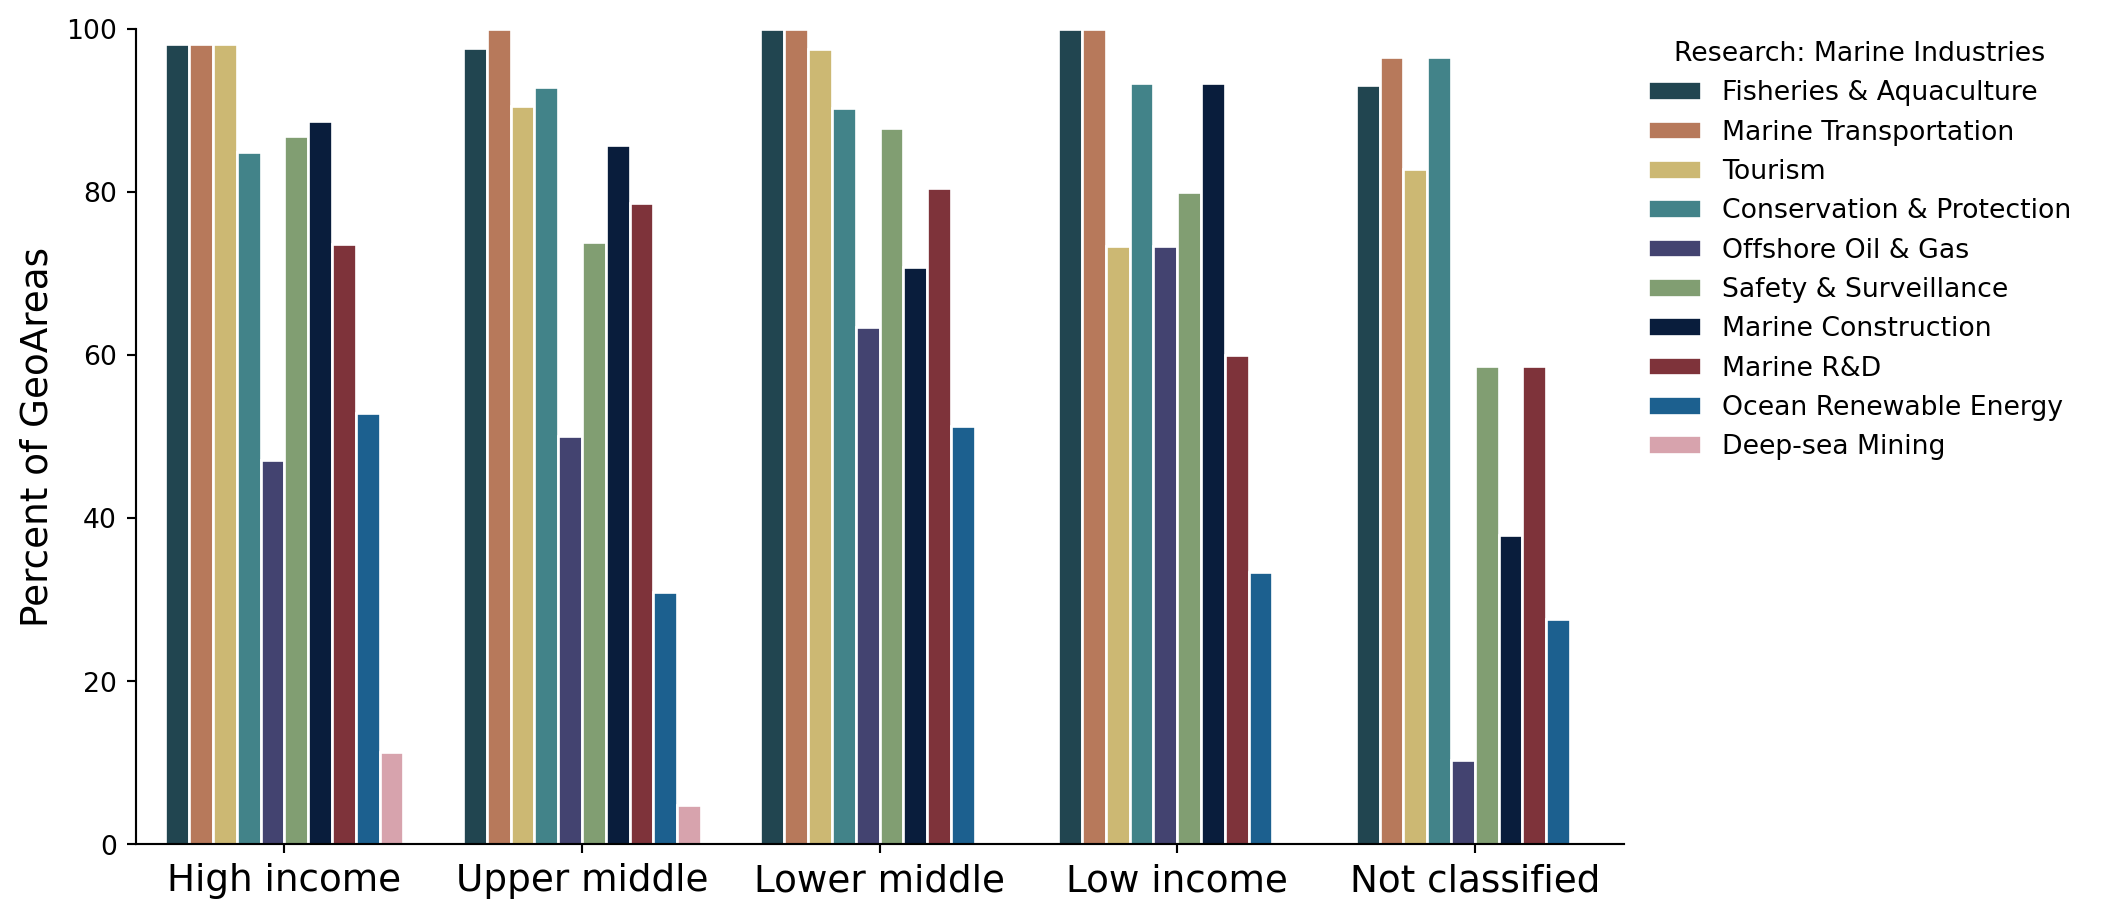 100
80
60
40
20
0
Percent of GeoAreas
High income
Upper middle
Lower middle
Low income
Not classified
Research: Marine Industries
Fisheries & Aquaculture
Marine Transportation
Tourism
Conservation & Protection
Offshore Oil & Gas
Safety & Surveillance
Marine Construction
Marine R&D
Ocean Renewable Energy
Deep-sea Mining